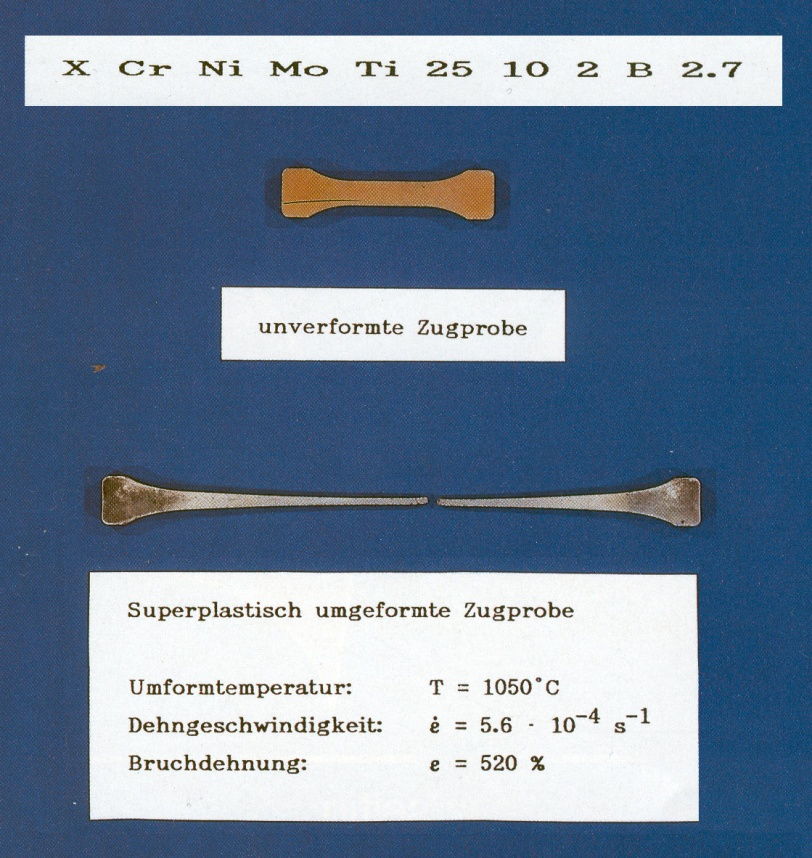 X Cr Ni Mo Ti 25 10 2 B 2.7
unverformte Zugprobe
Superplastisch umgeformte Zugprobe
Umformtemperatur: T = 1050°C
Dehngeschwindigkeit: ε̇ = 5.6 · 10⁻⁴ s⁻¹
Bruchdehnung: ε = 520 %